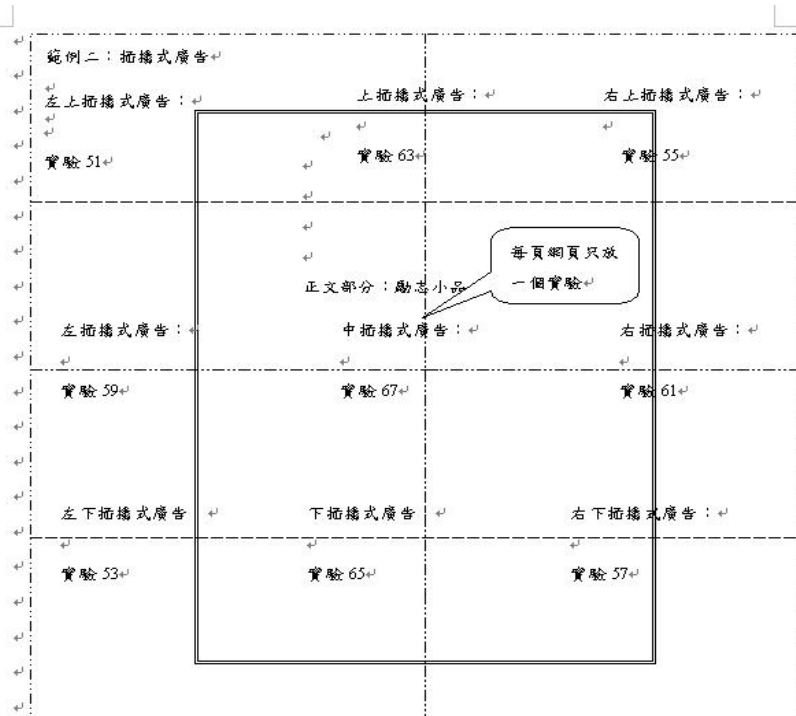 範例二：插播式廣告
左上插播式廣告：
上插播式廣告：
右上插播式廣告：
實驗 51
實驗 63
實驗 55
每頁網頁只放
一個實驗
正文部分：勵志小品
左插播式廣告：
中插播式廣告：
右插播式廣告：
實驗 59
實驗 67
實驗 61
左下插播式廣告
下插播式廣告
右下插播式廣告：
實驗 53
實驗 65
實驗 57